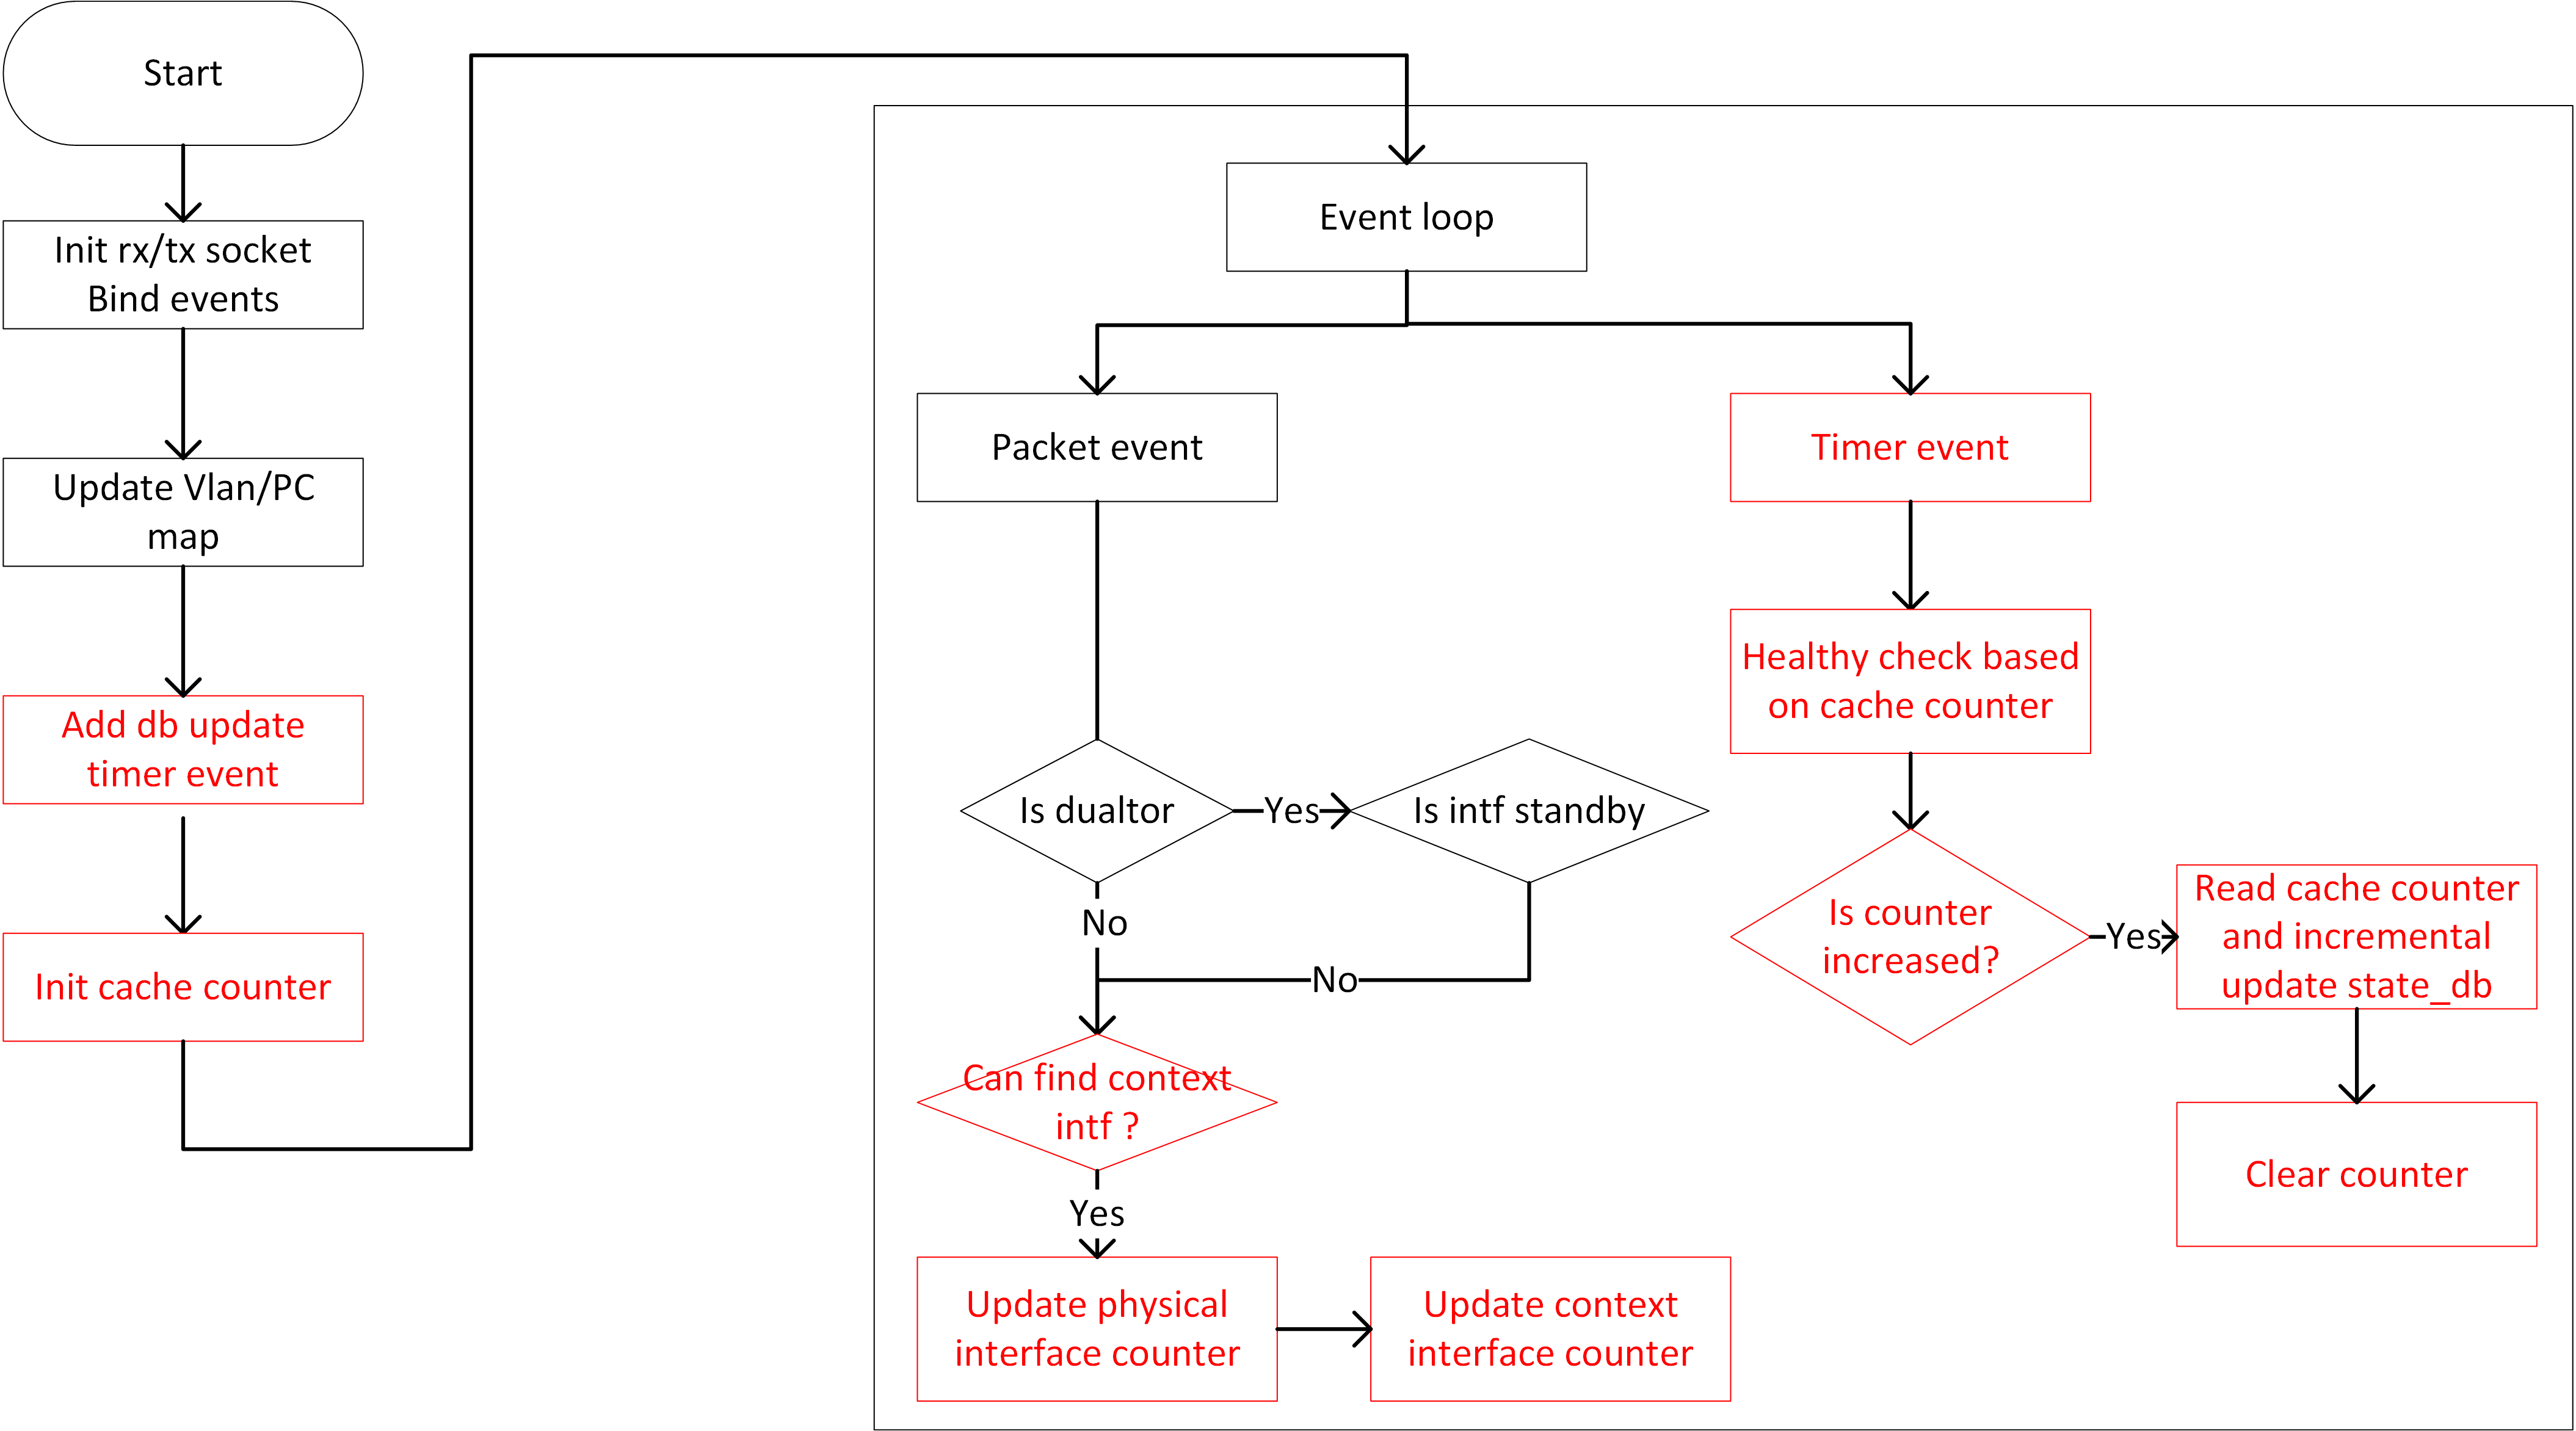 Start
Init rx/tx socket
Bind events
Update Vlan/PC
map
Add db update
timer event
Init cache counter
Event loop
Packet event
Timer event
Healthy check based
on cache counter
Is dualtor
Yes
Is intf standby
No
No
Is counter
increased?
Yes
Read cache counter
and incremental
update state_db
Clear counter
Can find context
intf ?
Yes
Update physical
interface counter
Update context
interface counter